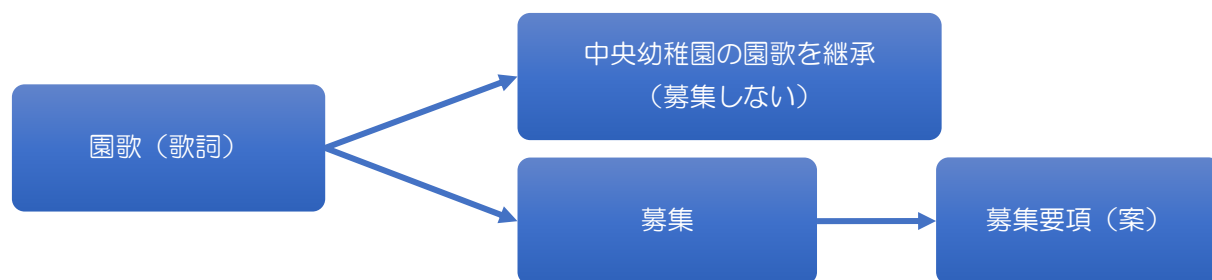 園歌（歌詞）
中央幼稚園の園歌を継承
（募集しない）
募集
募集要項（案）